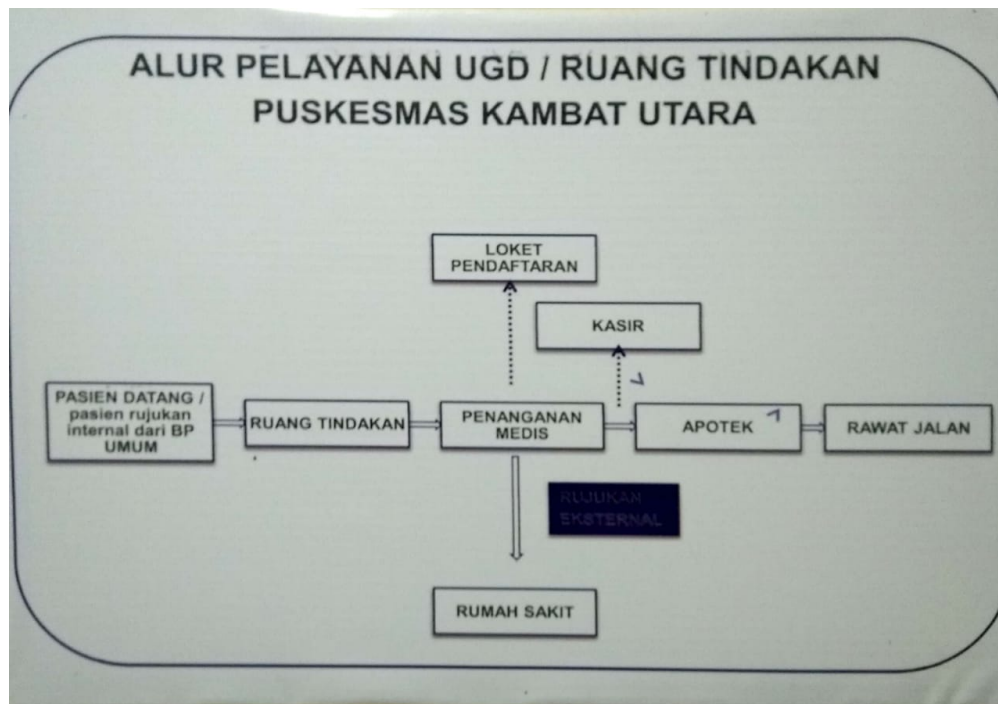 ALUR PELAYANAN UGD / RUANG TINDAKAN
PUSKESMAS KAMBAT UTARA
LOKET
PENDAFTARAN
KASIR
PASIEN DATANG /
pasien rujukan
internal dari BP
UMUM
RUANG TINDAKAN
PENANGANAN
MEDIS
APOTEK
RAWAT JALAN
RUJUKAN
EKSTERNAL
RUMAH SAKIT